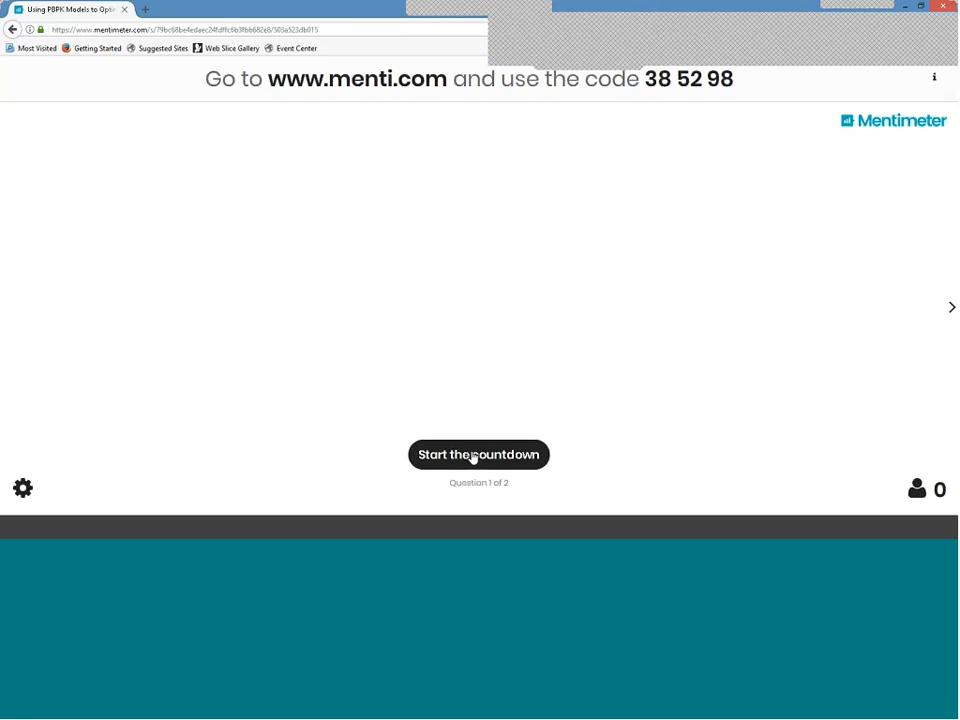 Using PBPK Models to Opti
https://www.mentimeter.com/s/
Most Visited Getting Started Suggested Sites Web Slice Gallery Event Center
Go to www.menti.com and use the code 38 52 98
i
Mentimeter
Start the countdown
Question 1 of 2
0